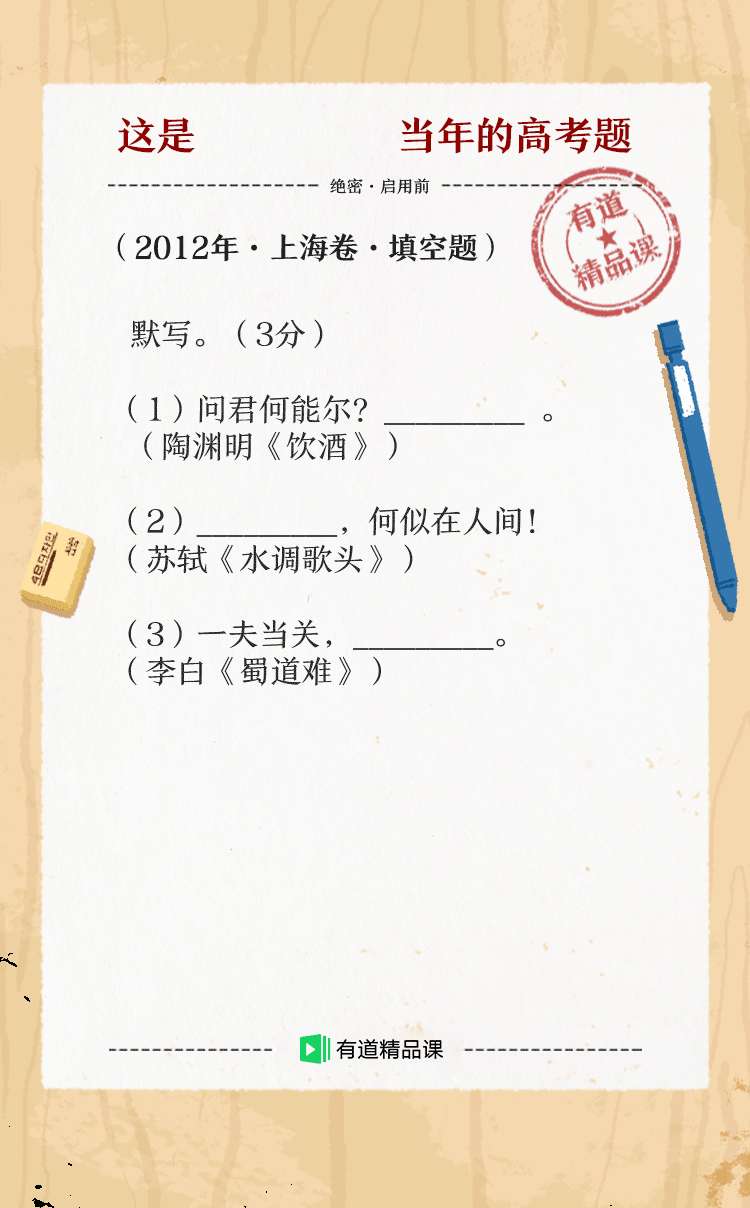 这是 当年的高考题
绝密·启用前
有道
精品课
（2012年·上海卷·填空题）
默写。（3分）
（1）问君何能尔？_________ 。
（陶渊明《饮酒》）
（2）_________，何似在人间！
（苏轼《水调歌头》）
（3）一夫当关，_________。
（李白《蜀道难》）
有道精品课